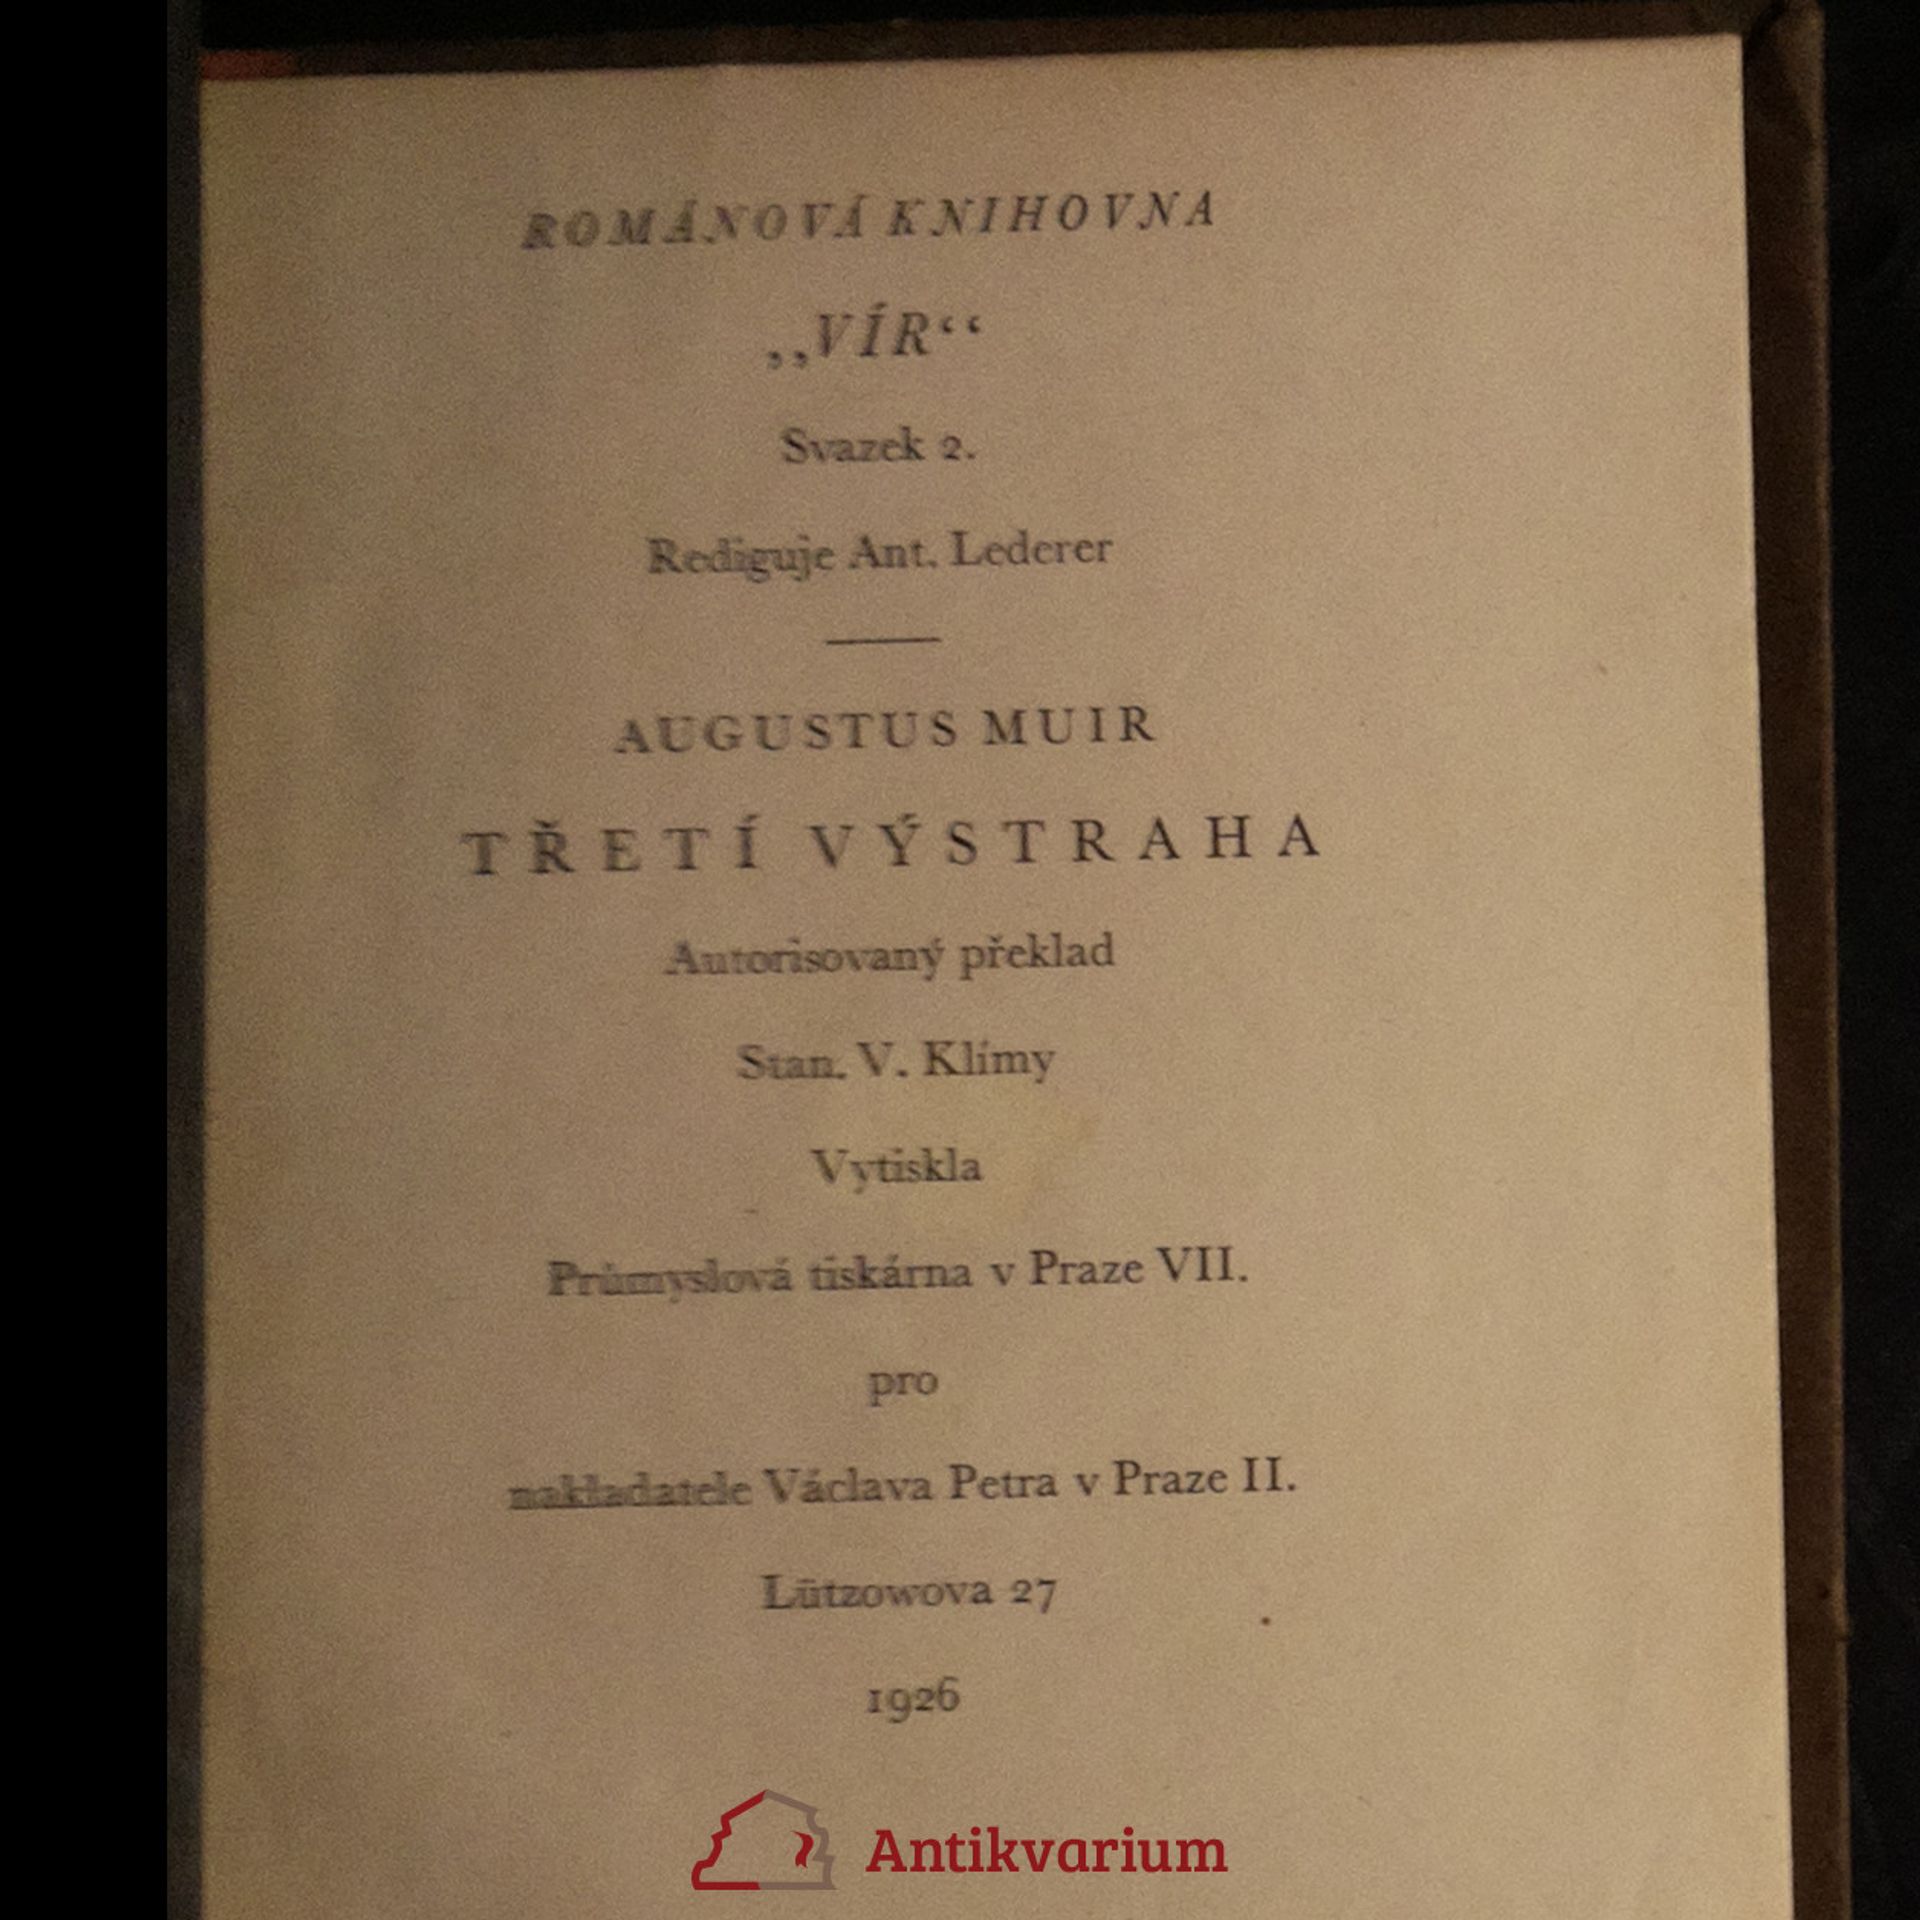 ROMÁNOVÁ KNIHOVNA
,,VÍR“
Svazek 2.
Rediguje Ant. Lederer
AUGUSTUS MUIR
TŘETÍ VÝSTRAHA
Autorisovaný překlad
Stan. V. Klímy
Vytiskla
Průmyslová tiskárna v Praze VII.
pro
nakladatele Václava Petra v Praze II.
Lützowova 27
1926
Antikvarium